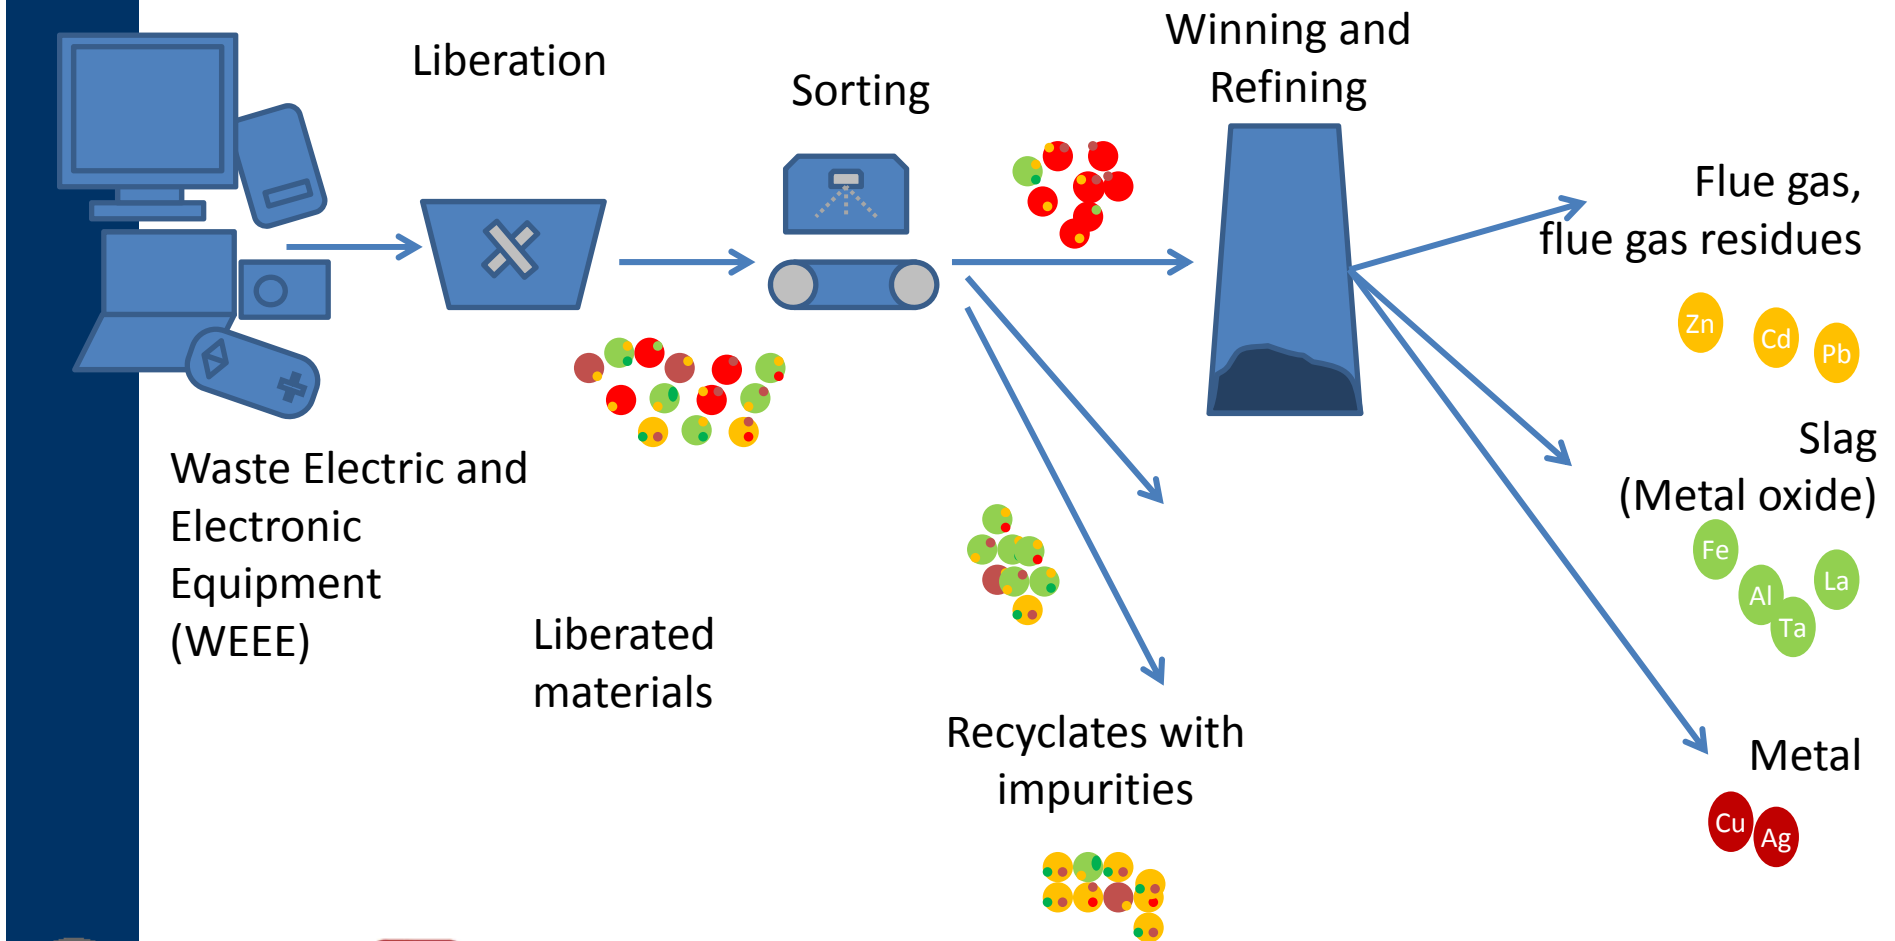 Liberation
Sorting
Winning and
Refining
Flue gas,
flue gas residues
Zn
Cd
Pb
Slag
(Metal oxide)
Fe
Al
La
Ta
Metal
Cu
Ag
Waste Electric and
Electronic
Equipment
(WEEE)
Liberated
materials
Recyclates with
impurities